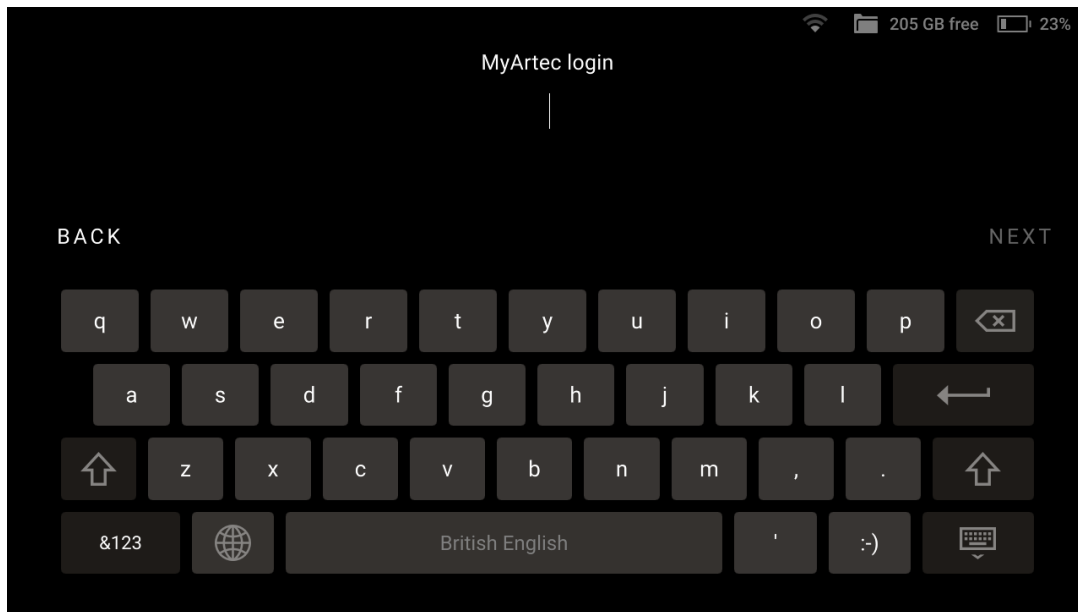 205 GB free 23%
MyArtec login
BACK NEXT
q w e r t y u i o p
a s d f g h j k l
z x c v b n m , .
&123 British English ' :-)